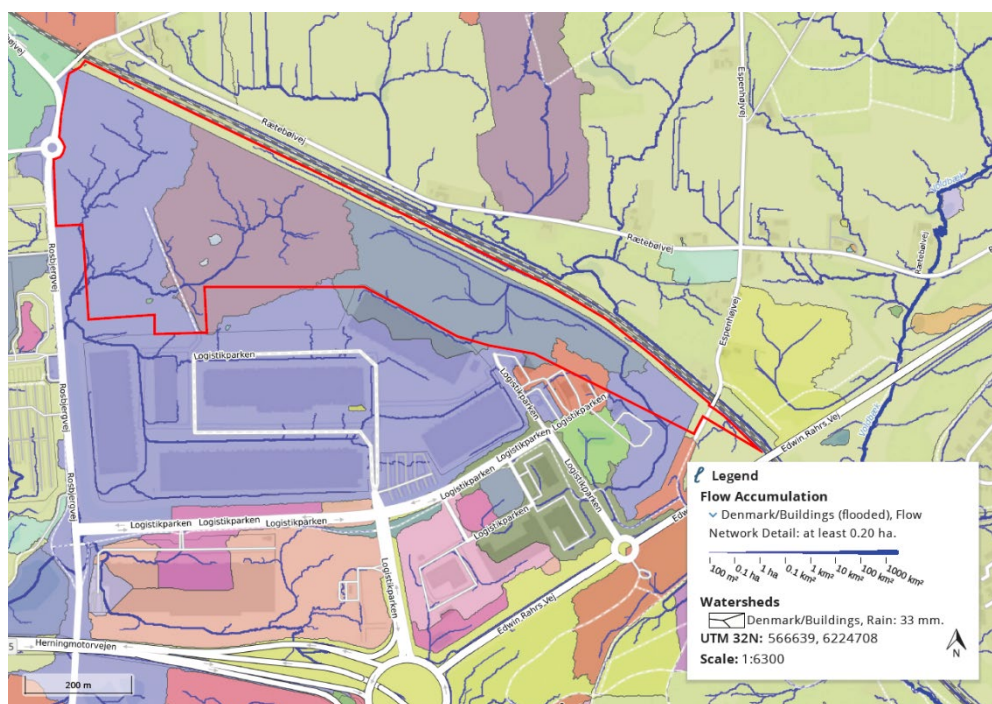 Rætebølvej
Espenhøjvej
Rætebølvej
Rætebølvej
Espenhøjvej
Rosbjergvej
Rosbjergvej
Rosbjergvej
Logistikparken
Logistikparken
Logistikparken
Logistikparken
Logistikparken
Logistikparken
Logistikparken
Logistikparken
Logistikparken
Logistikparken
Logistikparken
Logistikparken
Edwin Rahrs Vej
Edwin Rahrs Vej
Herningmotorvejen
200 m
Legend
Flow Accumulation
Denmark/Buildings (flooded), Flow
Network Detail: at least 0.20 ha.
100 m² 0,1 ha 1 ha 0,1 km² 1 km² 10 km² 100 km² 1000 km²
Watersheds
Denmark/Buildings, Rain: 33 mm.
UTM 32N: 566639, 6224708
N
Scale: 1:6300